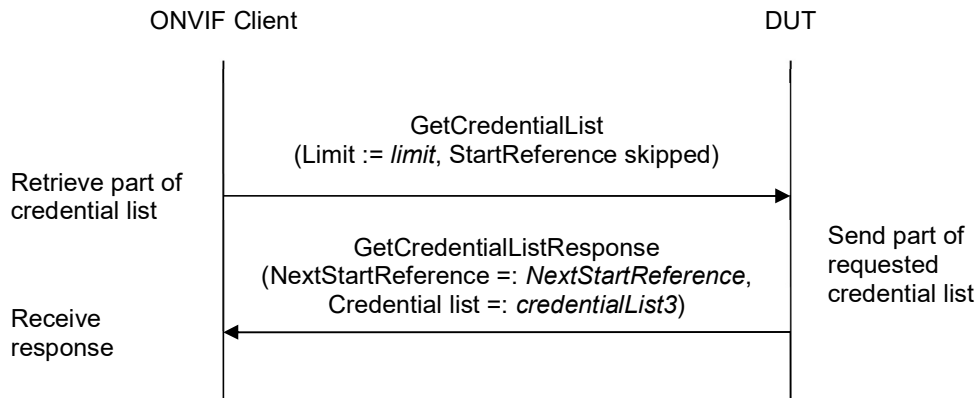 ONVIF Client
DUT
GetCredentialList
(Limit := limit, StartReference skipped)
Retrieve part of
credential list
GetCredentialListResponse
(NextStartReference =: NextStartReference,
Credential list =: credentialList3)
Send part of
requested
credential list
Receive
response